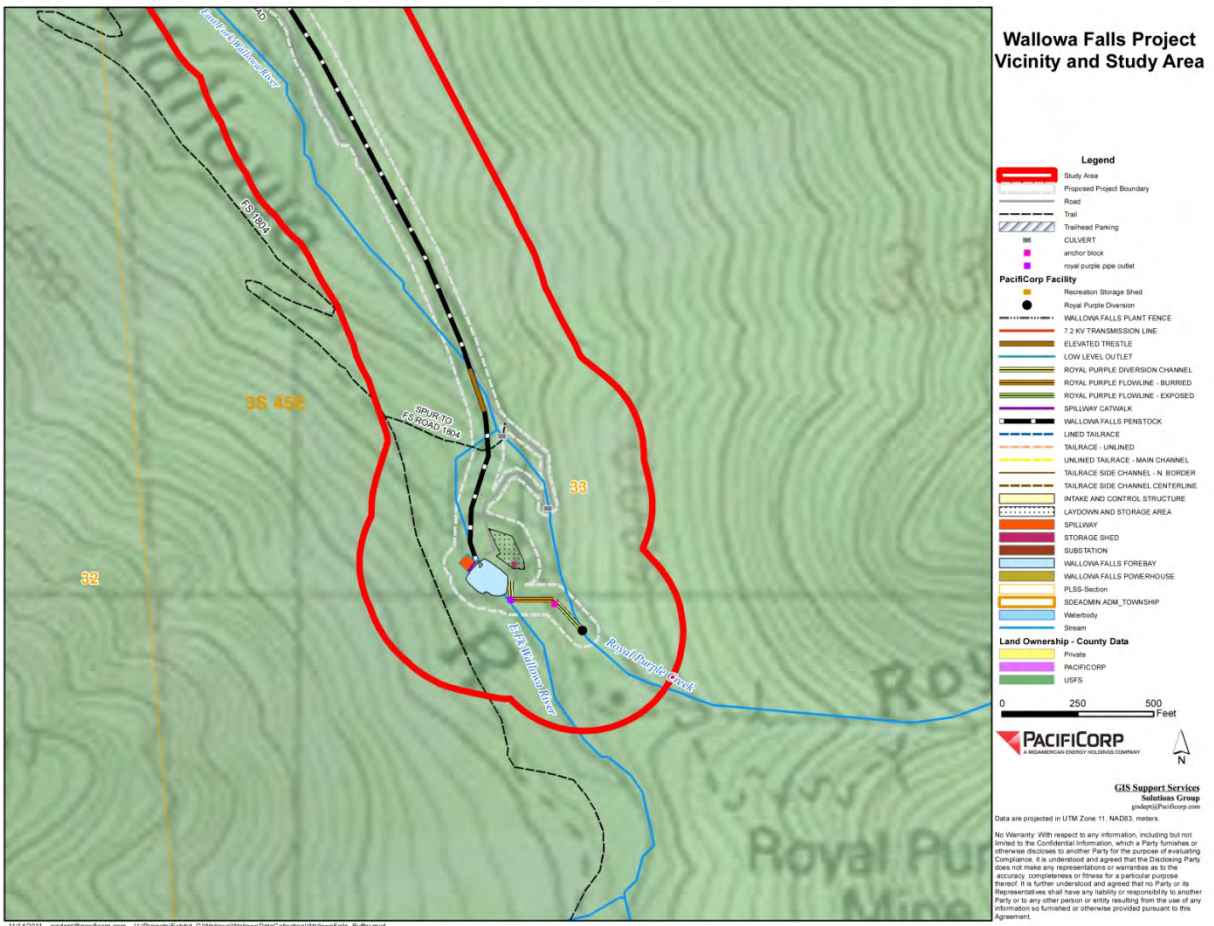 Wallowa Falls Project
Vicinity and Study Area
Legend
Study Area
Proposed Project Boundary
Road
Trail
Trailhead Parking
CULVERT
anchor block
royal purple pipe outlet
PacifiCorp Facility
Recreation Storage Shed
Royal Purple Diversion
WALLOWA FALLS PLANT FENCE
7.2 KV TRANSMISSION LINE
ELEVATED TRESTLE
LOW LEVEL OUTLET
ROYAL PURPLE DIVERSION CHANNEL
ROYAL PURPLE FLOWLINE - BURRIED
ROYAL PURPLE FLOWLINE - EXPOSED
SPILLWAY CATWALK
WALLOWA FALLS PENSTOCK
LINED TAILRACE
TAILRACE - UNLINED
UNLINED TAILRACE - MAIN CHANNEL
TAILRACE SIDE CHANNEL - N. BORDER
TAILRACE SIDE CHANNEL CENTERLINE
INTAKE AND CONTROL STRUCTURE
LAYDOWN AND STORAGE AREA
SPILLWAY
STORAGE SHED
SUBSTATION
WALLOWA FALLS FOREBAY
WALLOWA FALLS POWERHOUSE
PLSS-Section
SDEADMIN.ADM_TOWNSHIP
Waterbody
Stream
Land Ownership - County Data
Private
PACIFICORP
USFS
0 250 500
Feet
PACIFICORP
A MIDAMERICAN ENERGY HOLDINGS COMPANY
N
GIS Support Services
Solutions Group
gisdept@Pacificorp.com
Data are projected in UTM Zone 11, NAD83, meters.
No Warranty: With respect to any information, including but not
limited to the Confidential Information, which a Party furnishes or
otherwise discloses to another Party for the purpose of evaluating
Compliance, it is understood and agreed that the Disclosing Party
does not make any representations or warranties as to the
accuracy, completeness or fitness for a particular purpose
thereof. It is further understood and agreed that no Party or its
Representatives shall have any liability or responsibility to another
Party or to any other person or entity resulting from the use of any
information so furnished or otherwise provided pursuant to this
Agreement.
East Fork Wallowa River
Wallowa
FS 1804
3S 45E
SPUR TO
FS ROAD 1804
33
32
E Fk Wallowa River
Royal Purple Creek
Royal Pur